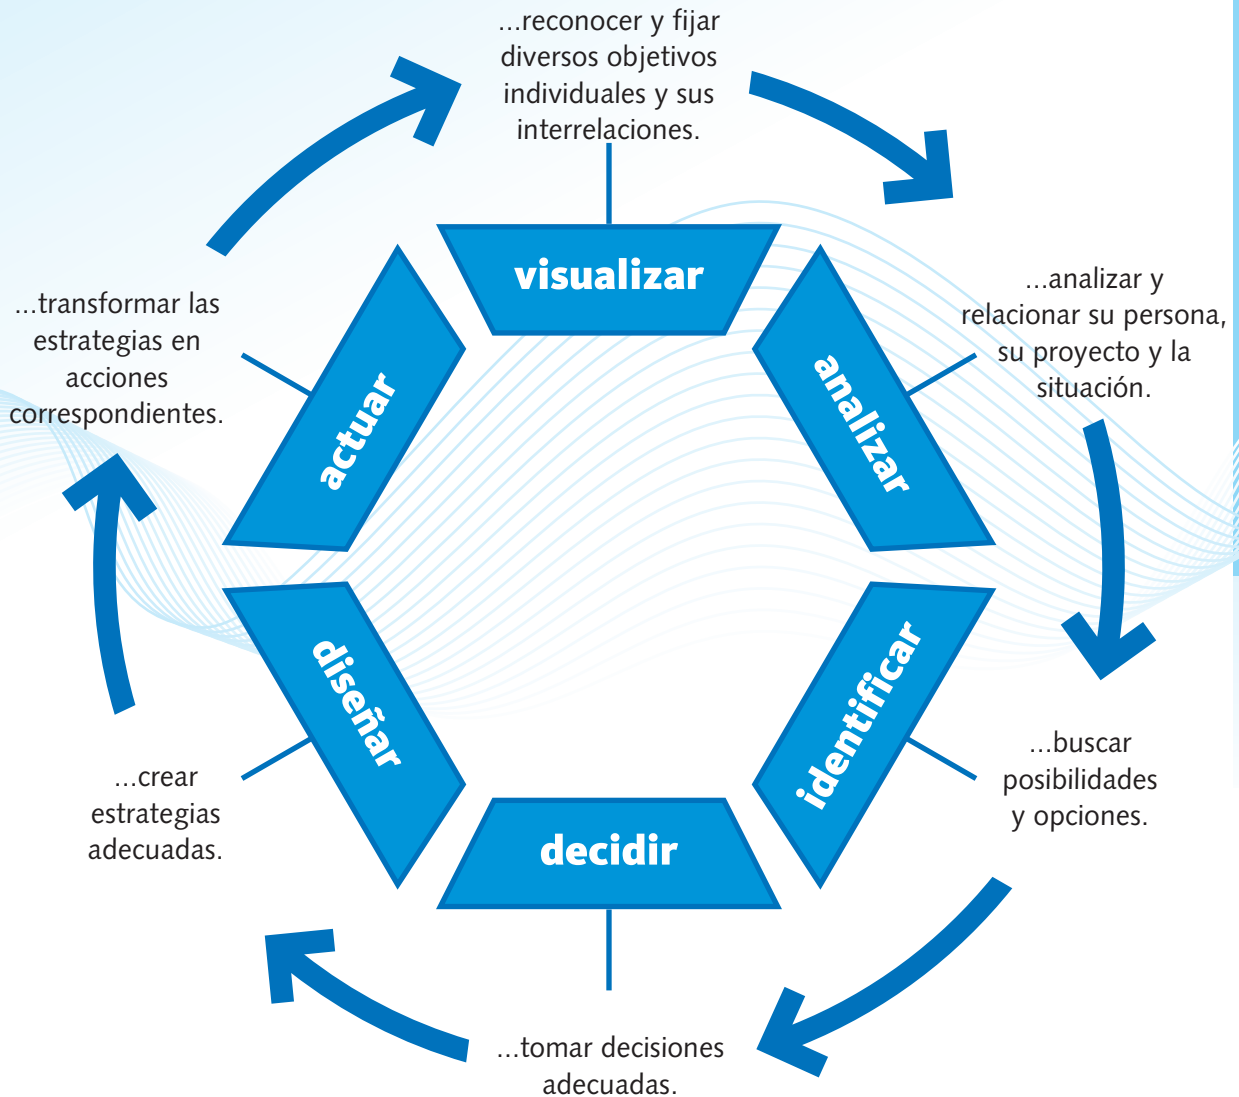 ...reconocer y fijar
diversos objetivos
individuales y sus
interrelaciones.
visualizar
...analizar y
relacionar su persona,
su proyecto y la
situación.
analizar
identificar
...buscar
posibilidades
y opciones.
decidir
...tomar decisiones
adecuadas.
diseñar
...crear
estrategias
adecuadas.
actuar
...transformar las
estrategias en
acciones
correspondientes.